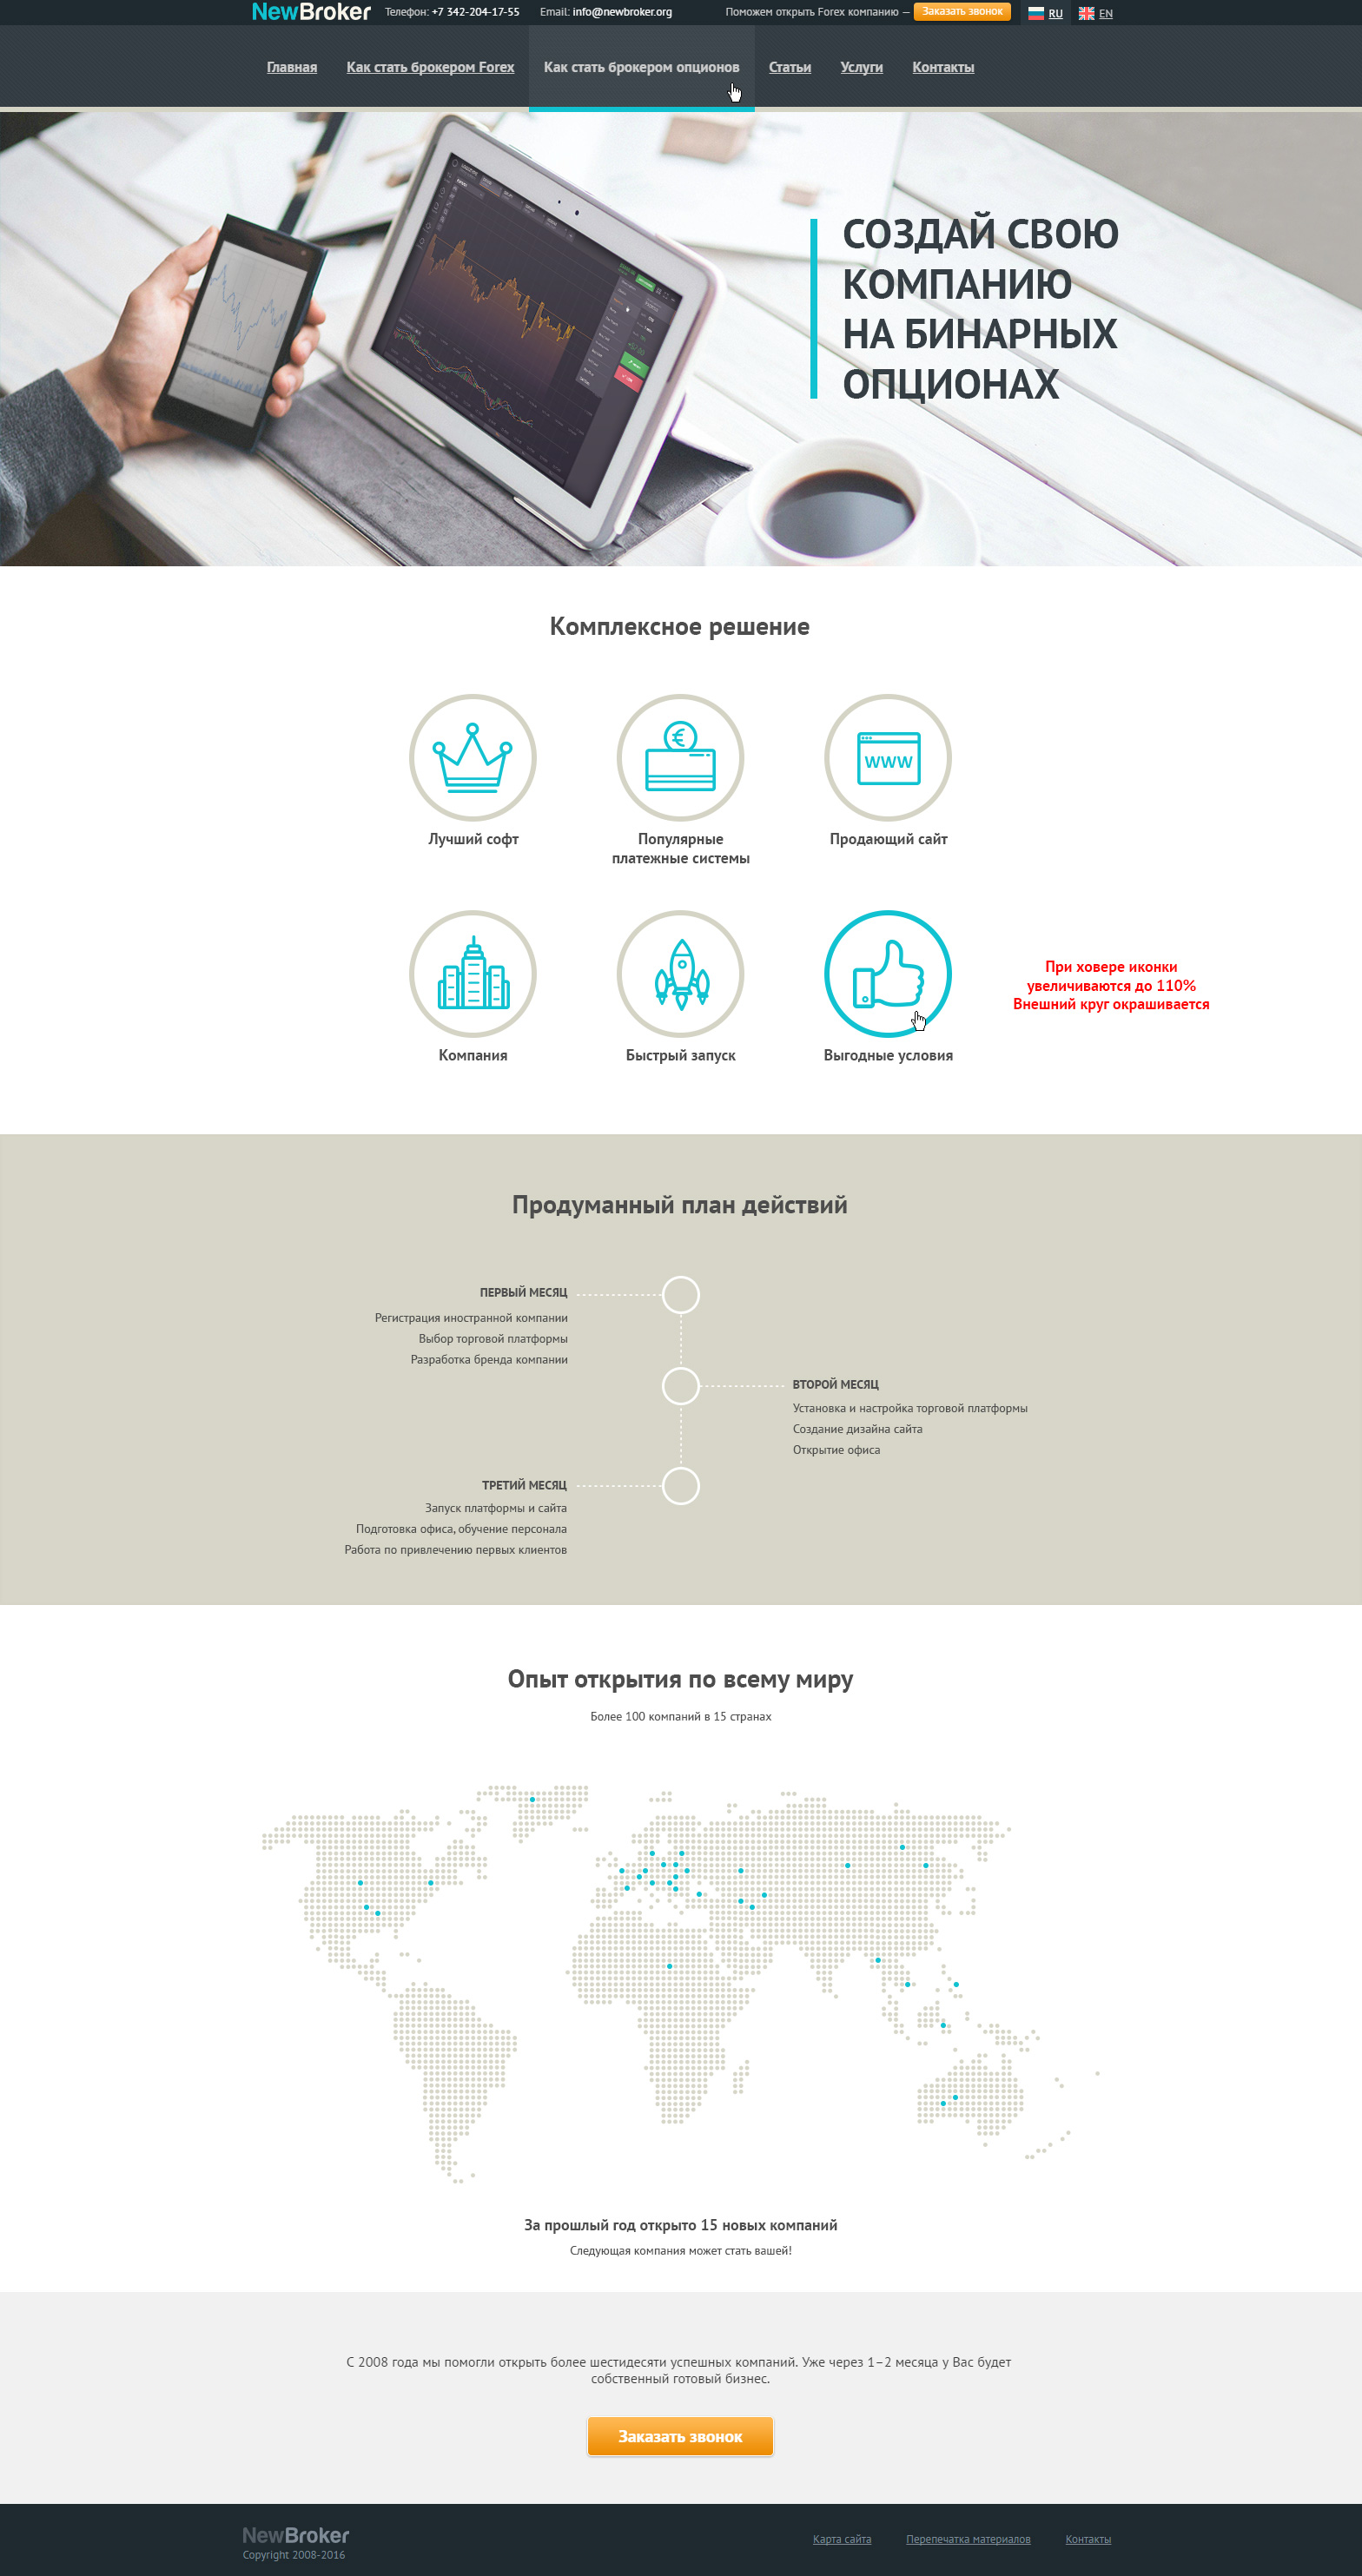 NewBroker Телефон: +7 342-204-17-55 Email: info@newbroker.org Поможем открыть Forex компанию — Заказать звонок RU EN
Главная Как стать брокером Forex Как стать брокером опционов Статьи Услуги Контакты
СОЗДАЙ СВОЮ
КОМПАНИЮ
НА БИНАРНЫХ
ОПЦИОНАХ
Комплексное решение
€
WWW
Лучший софт
Популярные
платежные системы
Продающий сайт
Компания
Быстрый запуск
Выгодные условия
При ховере иконки
увеличиваются до 110%
Внешний круг окрашивается
Продуманный план действий
ПЕРВЫЙ МЕСЯЦ
Регистрация иностранной компании
Выбор торговой платформы
Разработка бренда компании
ВТОРОЙ МЕСЯЦ
Установка и настройка торговой платформы
Создание дизайна сайта
Открытие офиса
ТРЕТИЙ МЕСЯЦ
Запуск платформы и сайта
Подготовка офиса, обучение персонала
Работа по привлечению первых клиентов
Опыт открытия по всему миру
Более 100 компаний в 15 странах
За прошлый год открыто 15 новых компаний
Следующая компания может стать вашей!
С 2008 года мы помогли открыть более шестидесяти успешных компаний. Уже через 1–2 месяца у Вас будет
собственный готовый бизнес.
Заказать звонок
NewBroker
Copyright 2008-2016
Карта сайта Перепечатка материалов Контакты